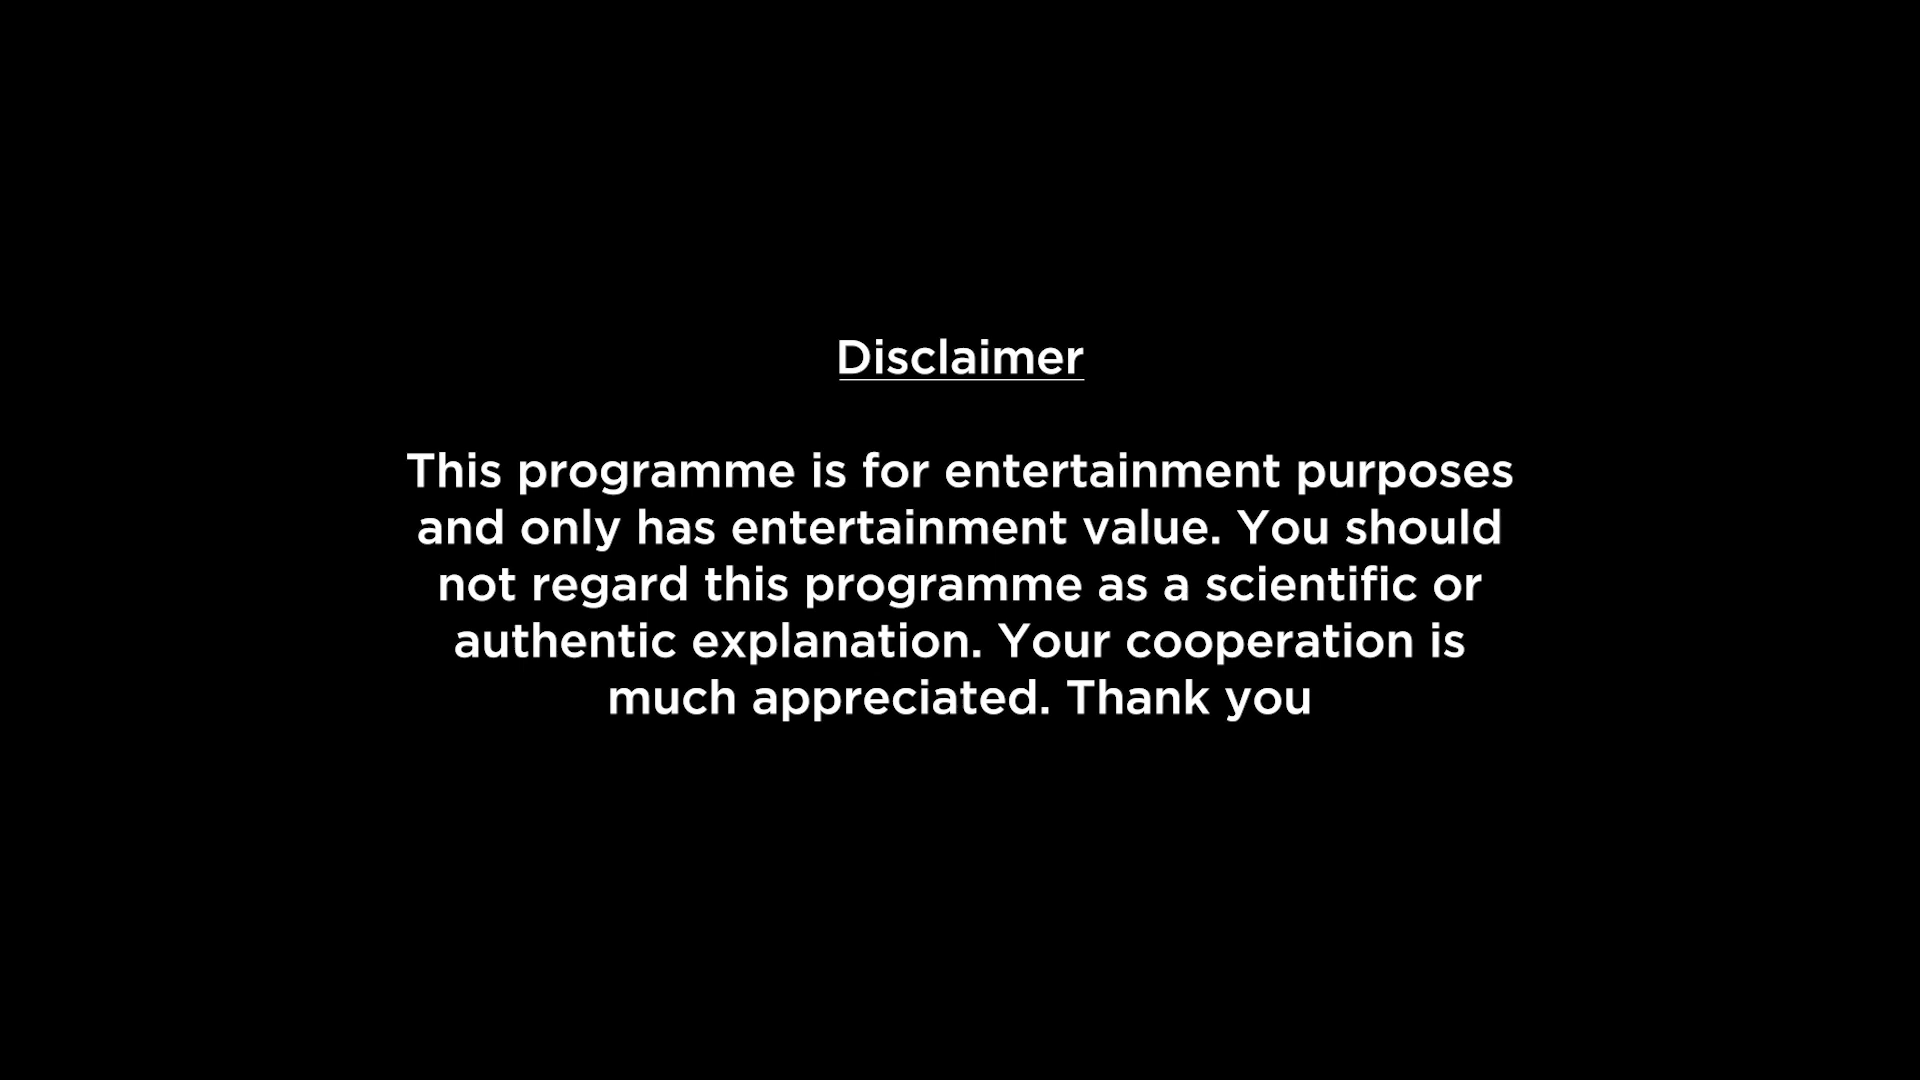 Disclaimer
This programme is for entertainment purposes
and only has entertainment value. You should
not regard this programme as a scientific or
authentic explanation. Your cooperation is
much appreciated. Thank you